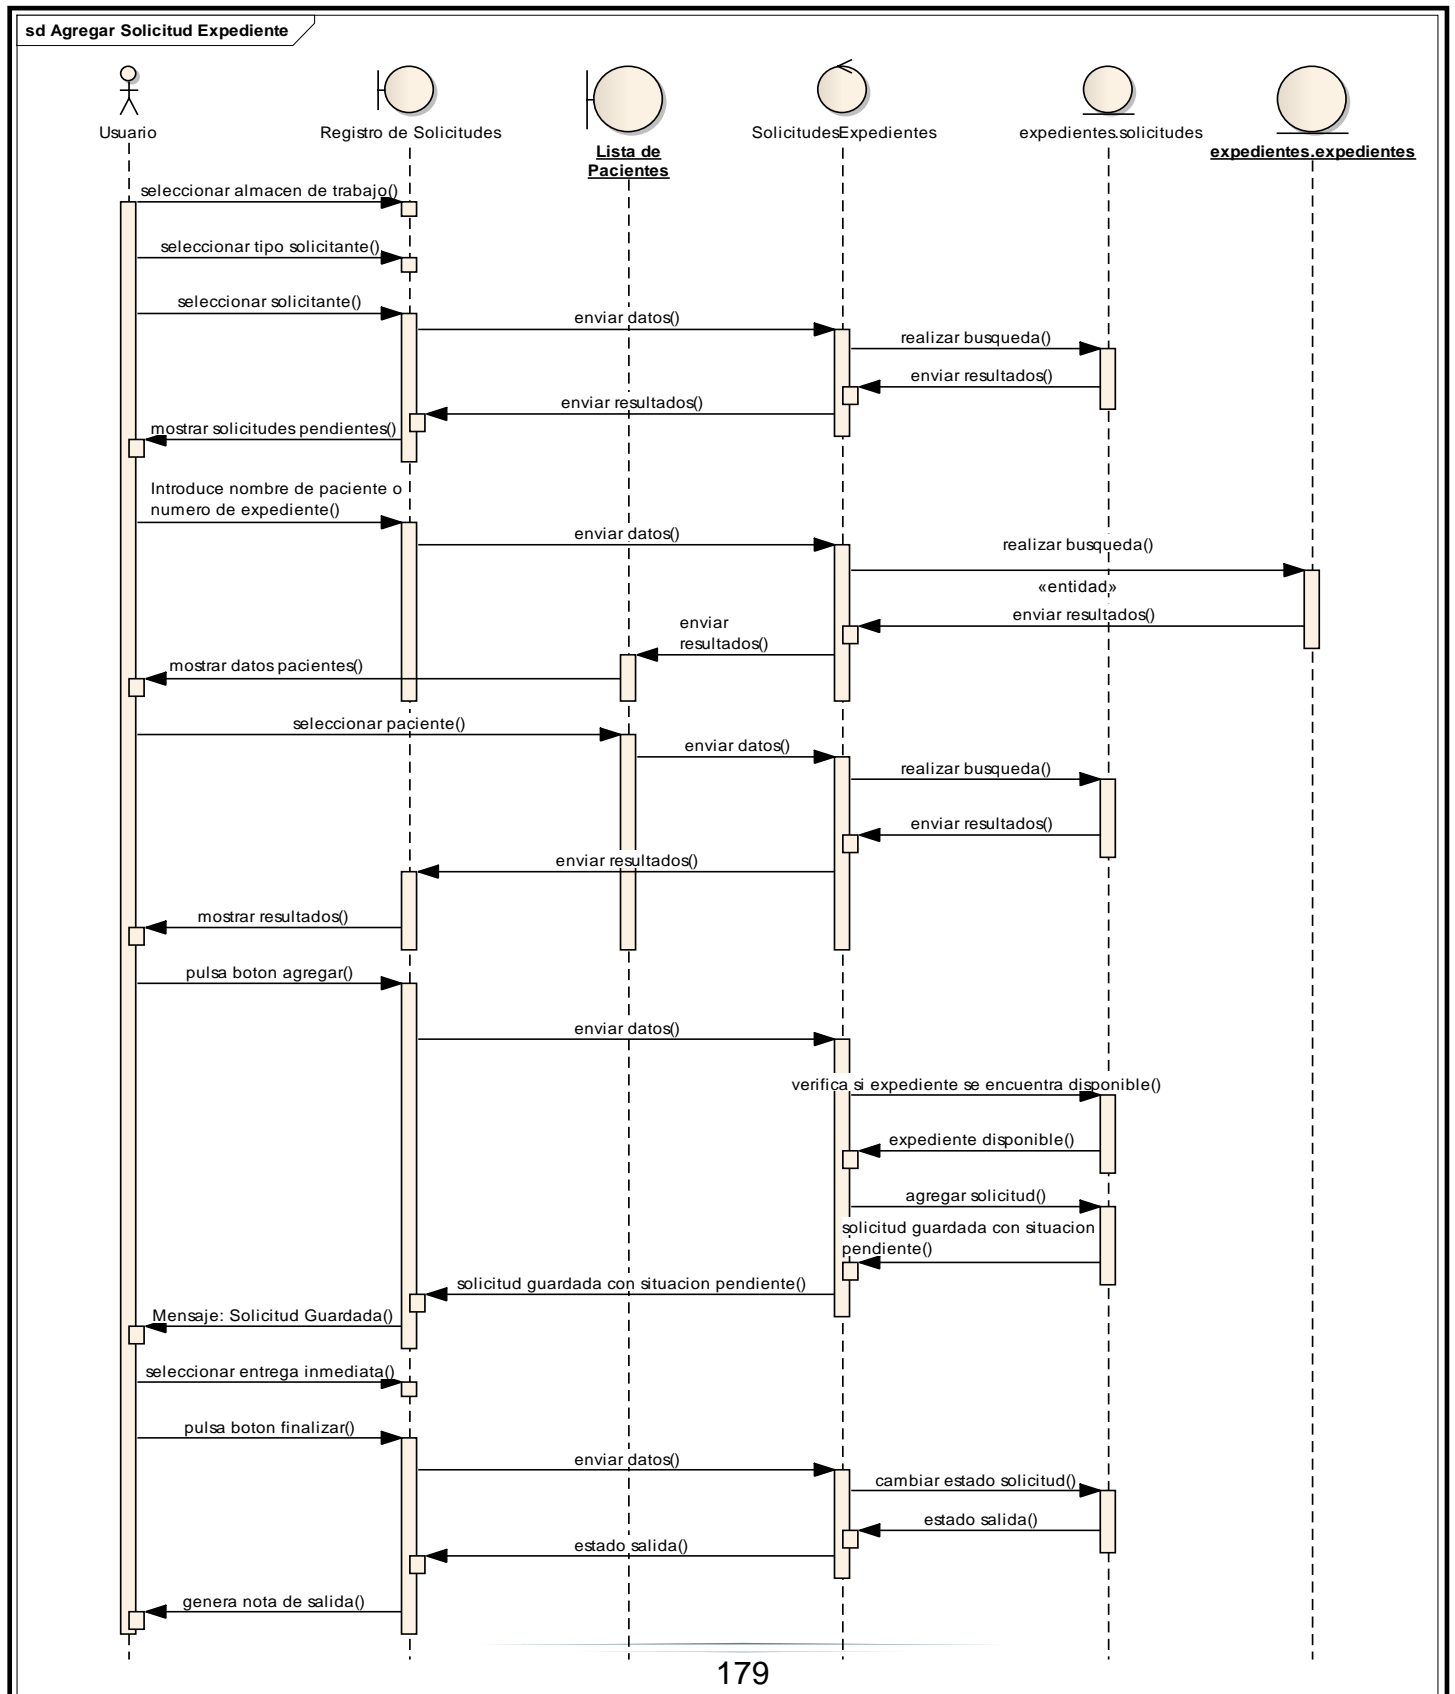 sd Agregar Solicitud Expediente
Usuario
Registro de Solicitudes
Lista de
Pacientes
SolicitudesExpedientes
expedientes.solicitudes
expedientes.expedientes
seleccionar almacen de trabajo()
seleccionar tipo solicitante()
seleccionar solicitante()
enviar datos()
realizar busqueda()
enviar resultados()
enviar resultados()
mostrar solicitudes pendientes()
Introduce nombre de paciente o
numero de expediente()
enviar datos()
realizar busqueda()
«entidad»
enviar resultados()
enviar
resultados()
mostrar datos pacientes()
seleccionar paciente()
enviar datos()
realizar busqueda()
enviar resultados()
enviar resultados()
mostrar resultados()
pulsa boton agregar()
enviar datos()
verifica si expediente se encuentra disponible()
expediente disponible()
agregar solicitud()
solicitud guardada con situacion
pendiente()
solicitud guardada con situacion pendiente()
Mensaje: Solicitud Guardada()
seleccionar entrega inmediata()
pulsa boton finalizar()
enviar datos()
cambiar estado solicitud()
estado salida()
estado salida()
genera nota de salida()
179